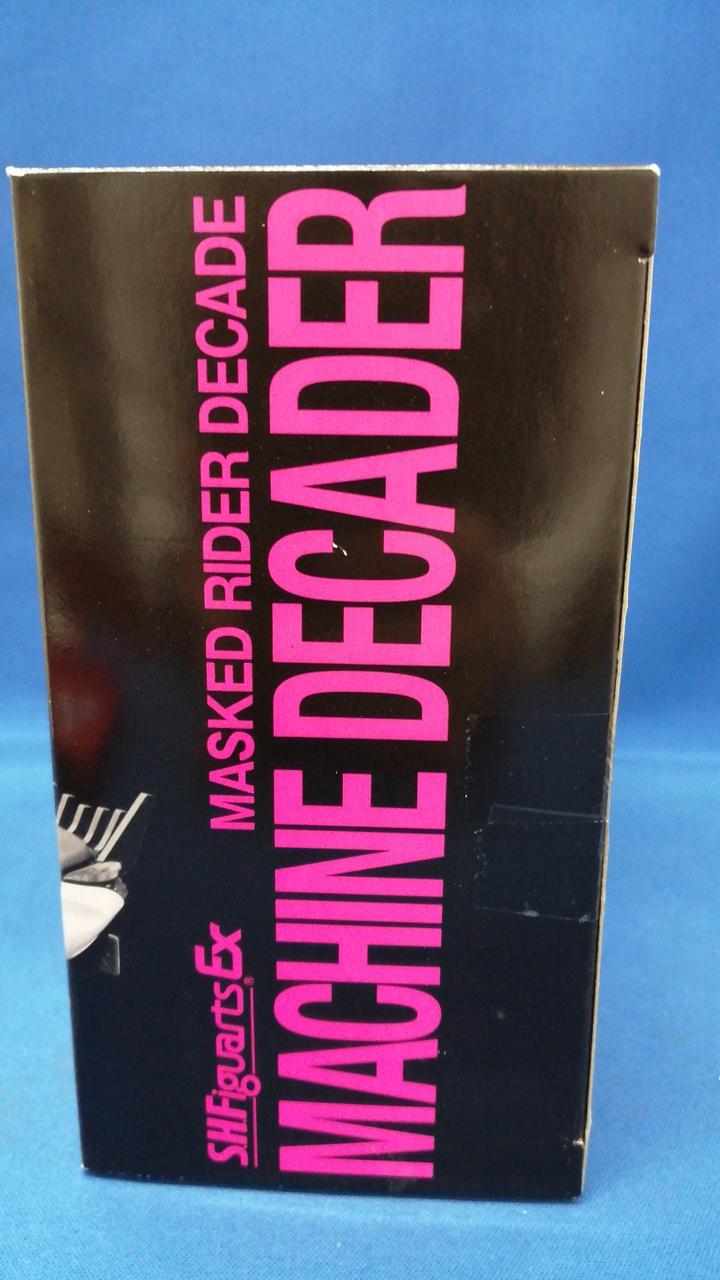 S.H.Figuarts Ex® MASKED RIDER DECADE
MACHINE DECADER